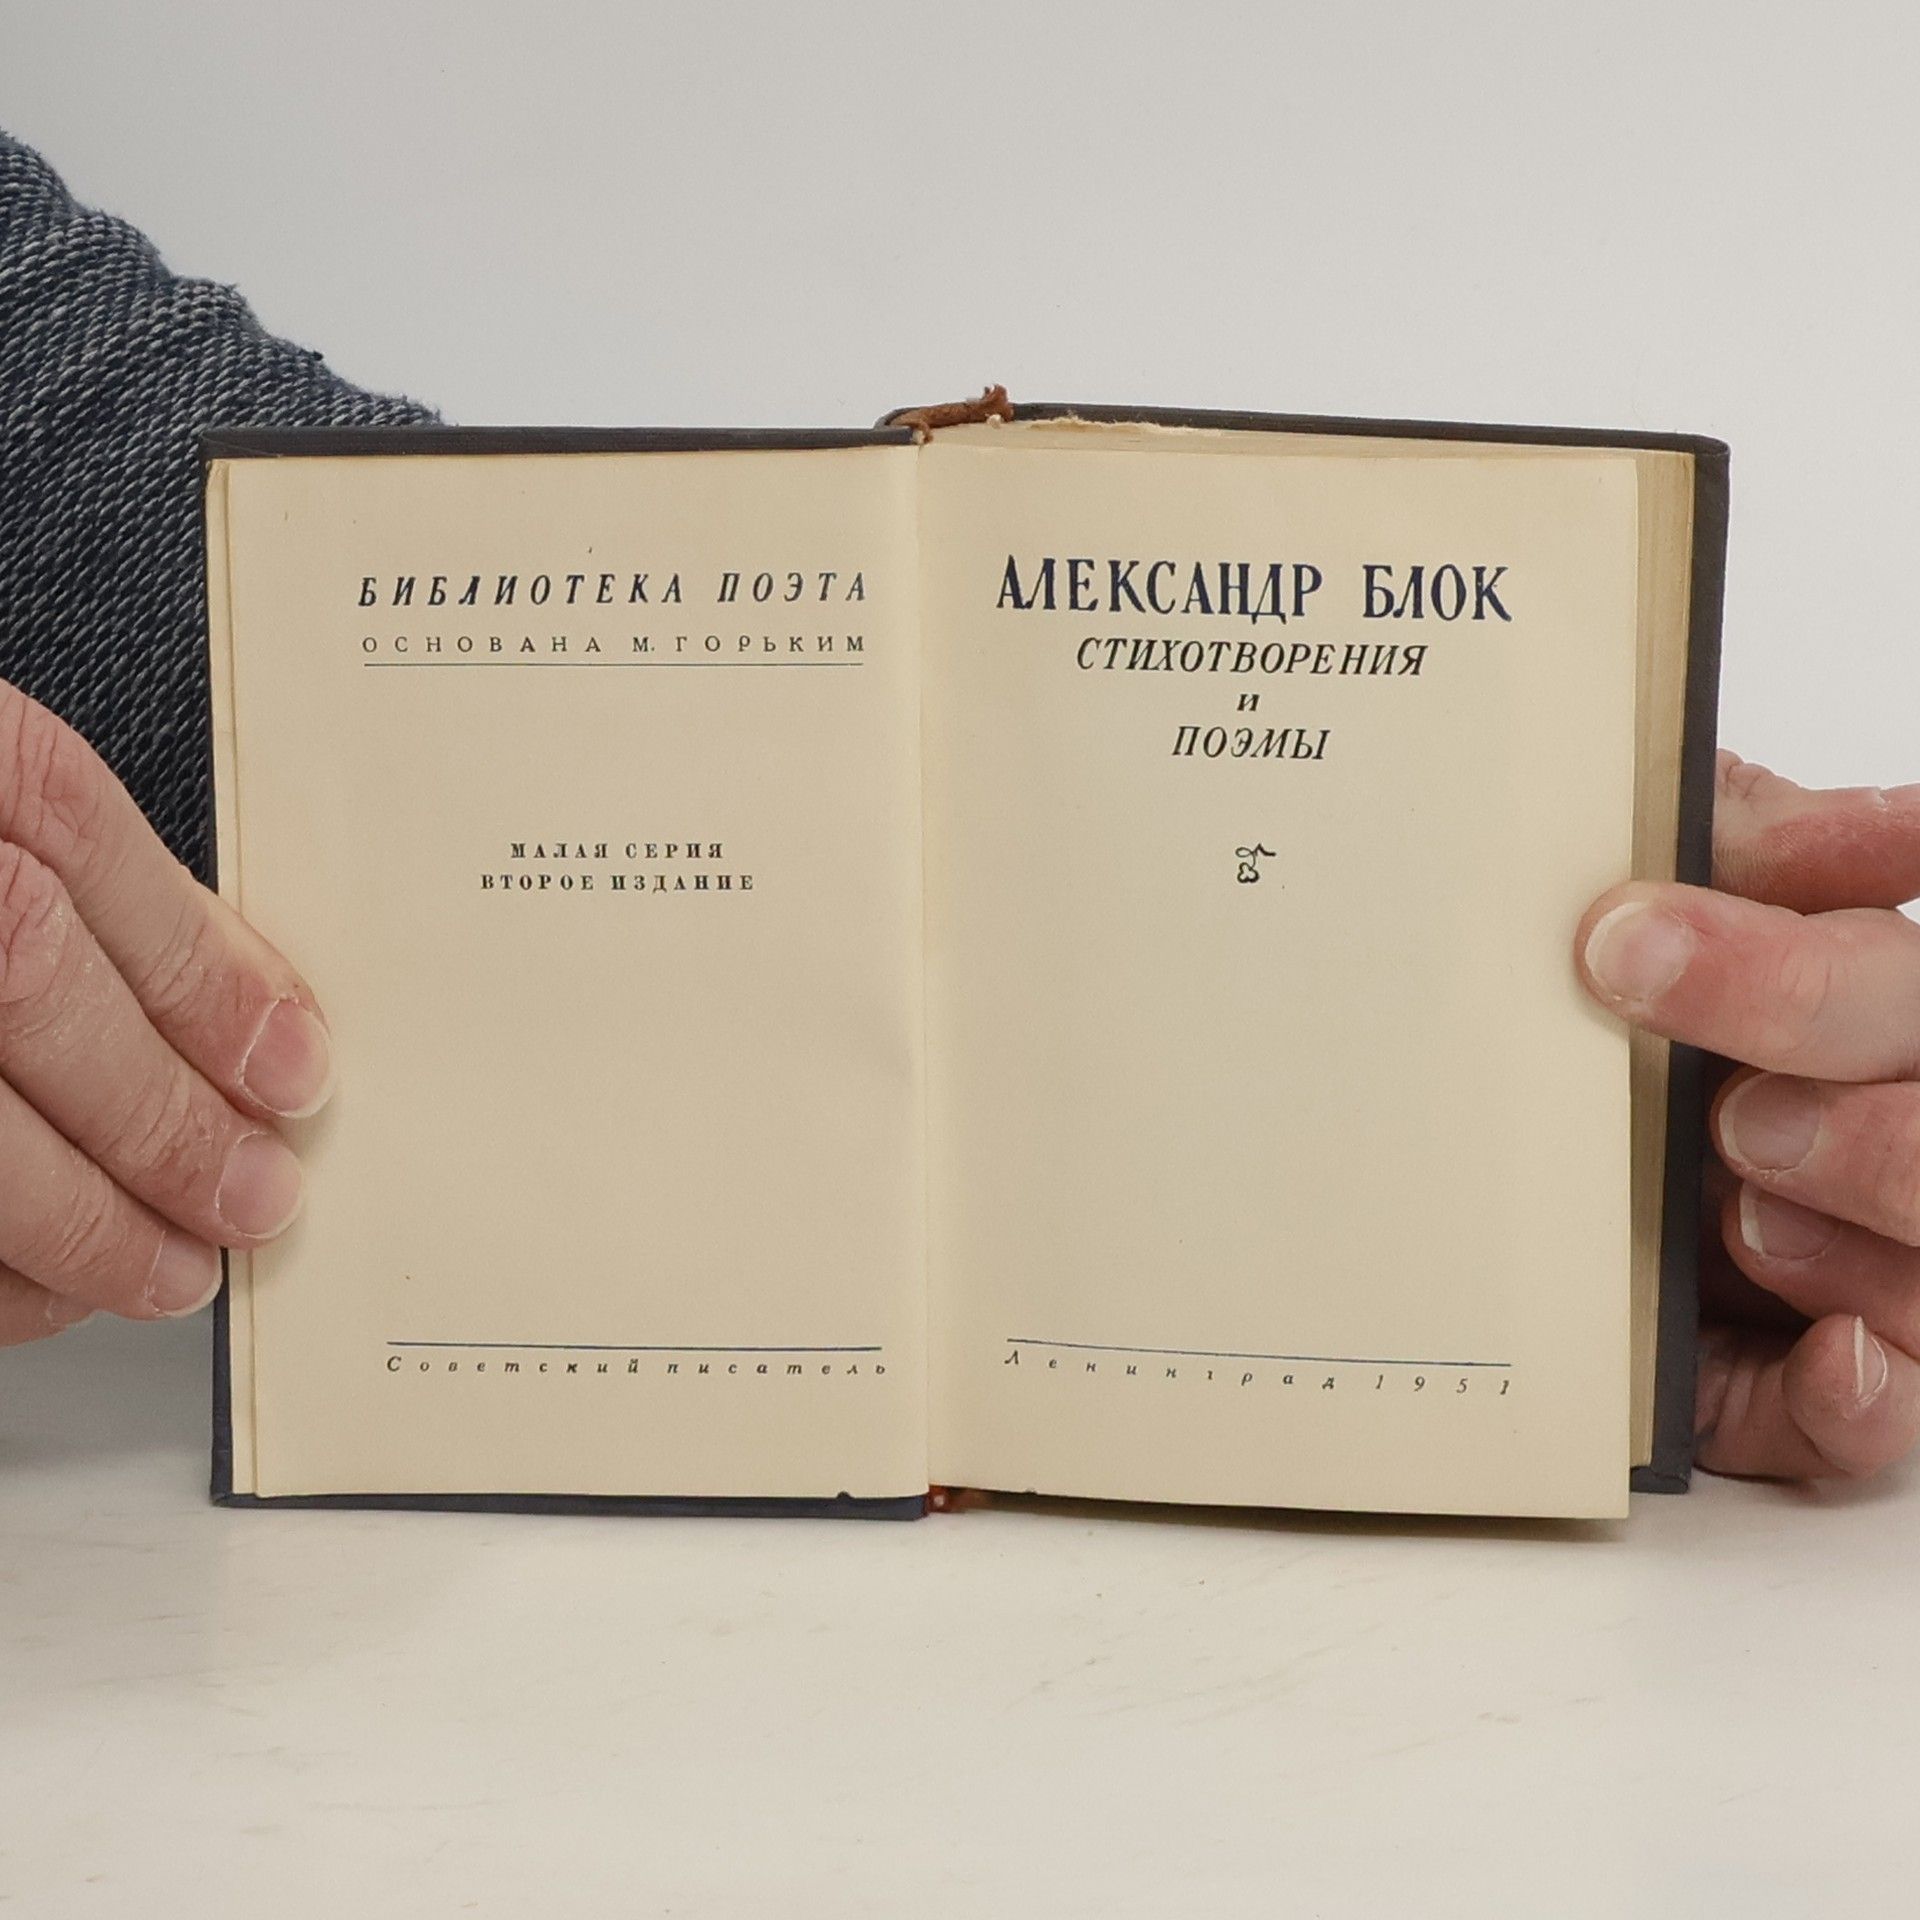 БИБЛИОТЕКА ПОЭТА
ОСНОВАНА М. ГОРЬКИМ
МАЛАЯ СЕРИЯ
ВТОРОЕ ИЗДАНИЕ
Советский писатель
АЛЕКСАНДР БЛОК
СТИХОТВОРЕНИЯ
И
ПОЭМЫ
Ленинград 1951